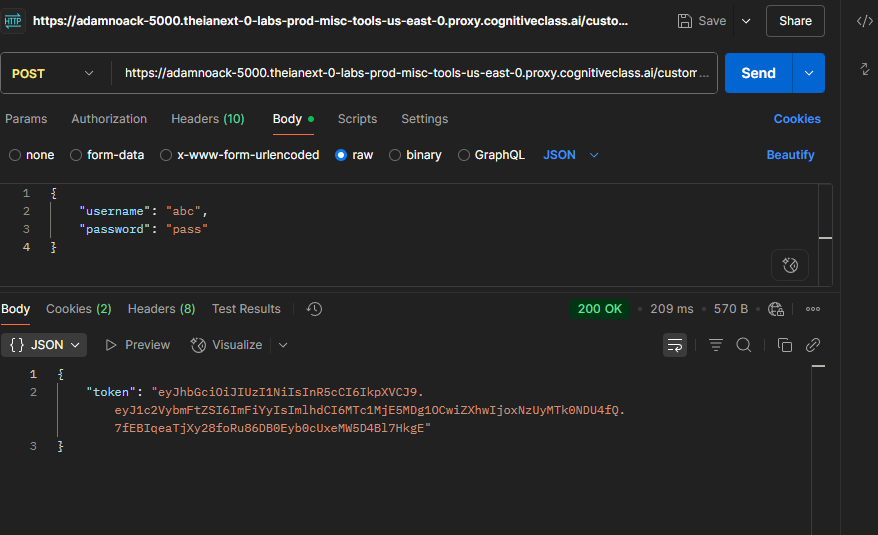 HTTP https://adamnoack-5000.theianext-0-labs-prod-misc-tools-us-east-0.proxy.cognitiveclass.ai/custo... Save Share
POST https://adamnoack-5000.theianext-0-labs-prod-misc-tools-us-east-0.proxy.cognitiveclass.ai/custom ... Send
Params Authorization Headers (10) Body Scripts Settings Cookies
none form-data x-www-form-urlencoded raw binary GraphQL JSON Beautify
1 {
2 "username": "abc",
3 "password": "pass"
4 }
Body Cookies (2) Headers (8) Test Results 200 OK • 209 ms • 570 B
{} JSON Preview Visualize
1 {
2 "token": "eyJhbGciOiJIUzI1NiIsInR5cCI6IkpXVCJ9.
eyJ1c2VybmFtZSI6ImFiYyIsImlhdCI6MTc1MjE5MDg1OCwiZXhwIjoxNzUyMTk0NDU4fQ.
7fEBIqeaTjXy28foRu86DB0Eyb0cUxeMW5D4Bl7HkgE"
3 }